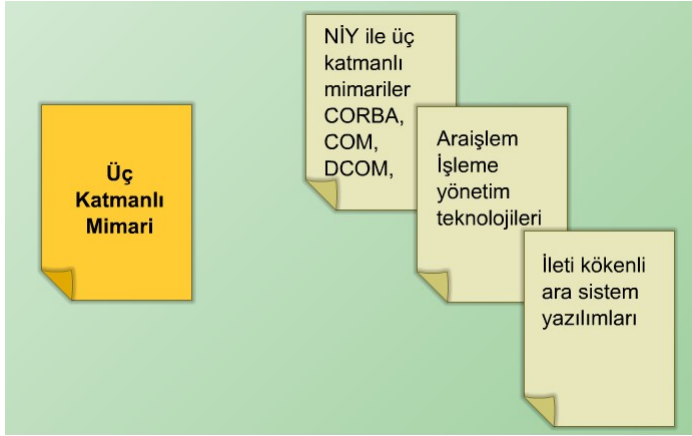 Üç
Katmanlı
Mimari
NİY ile üç
katmanlı
mimariler
CORBA,
COM,
DCOM,
Araişlem
İşleme
yönetim
teknolojileri
İleti kökenli
ara sistem
yazılımları